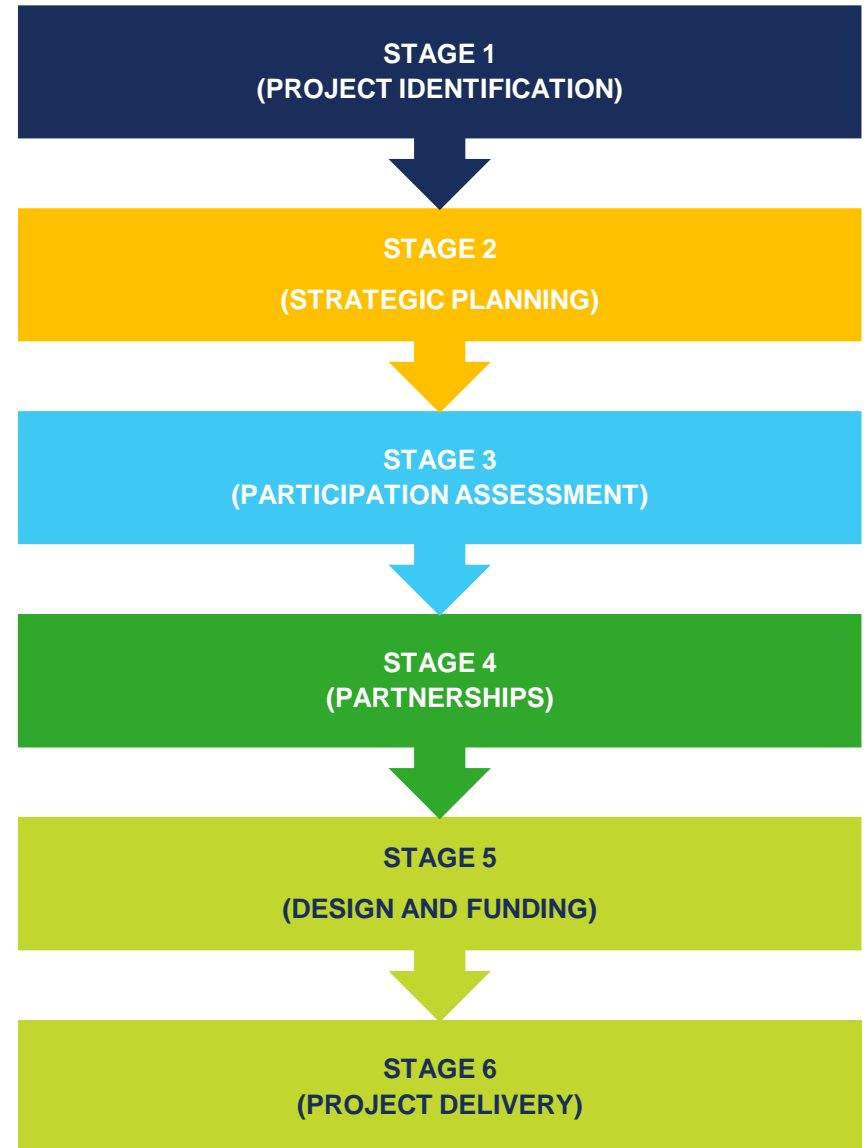 STAGE 1
(PROJECT IDENTIFICATION)
STAGE 2
(STRATEGIC PLANNING)
STAGE 3
(PARTICIPATION ASSESSMENT)
STAGE 4
(PARTNERSHIPS)
STAGE 5
(DESIGN AND FUNDING)
STAGE 6
(PROJECT DELIVERY)